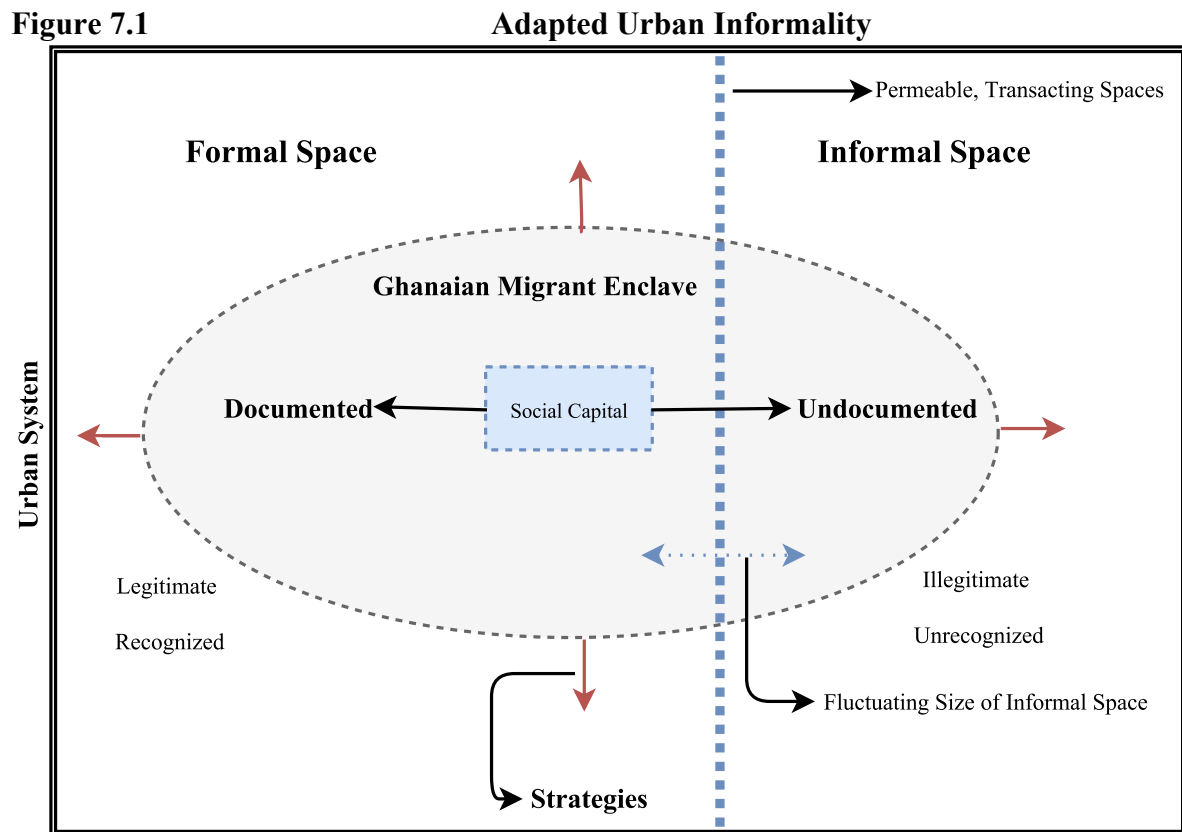 Figure 7.1
Adapted Urban Informality
Permeable, Transacting Spaces
Formal Space
Informal Space
Ghanaian Migrant Enclave
Urban System
Documented
Social Capital
Undocumented
Legitimate
Illegitimate
Recognized
Unrecognized
Fluctuating Size of Informal Space
Strategies